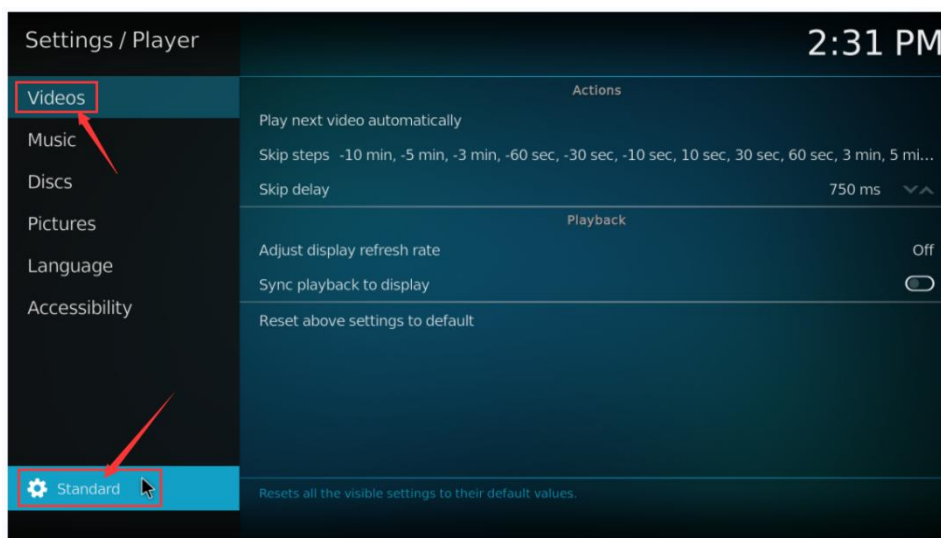 Settings / Player
2:31 PM
Videos
Music
Discs
Pictures
Language
Accessibility
Standard
Actions
Play next video automatically
Skip steps -10 min, -5 min, -3 min, -60 sec, -30 sec, -10 sec, 10 sec, 30 sec, 60 sec, 3 min, 5 mi...
Skip delay 750 ms
Playback
Adjust display refresh rate Off
Sync playback to display
Reset above settings to default
Resets all the visible settings to their default values.